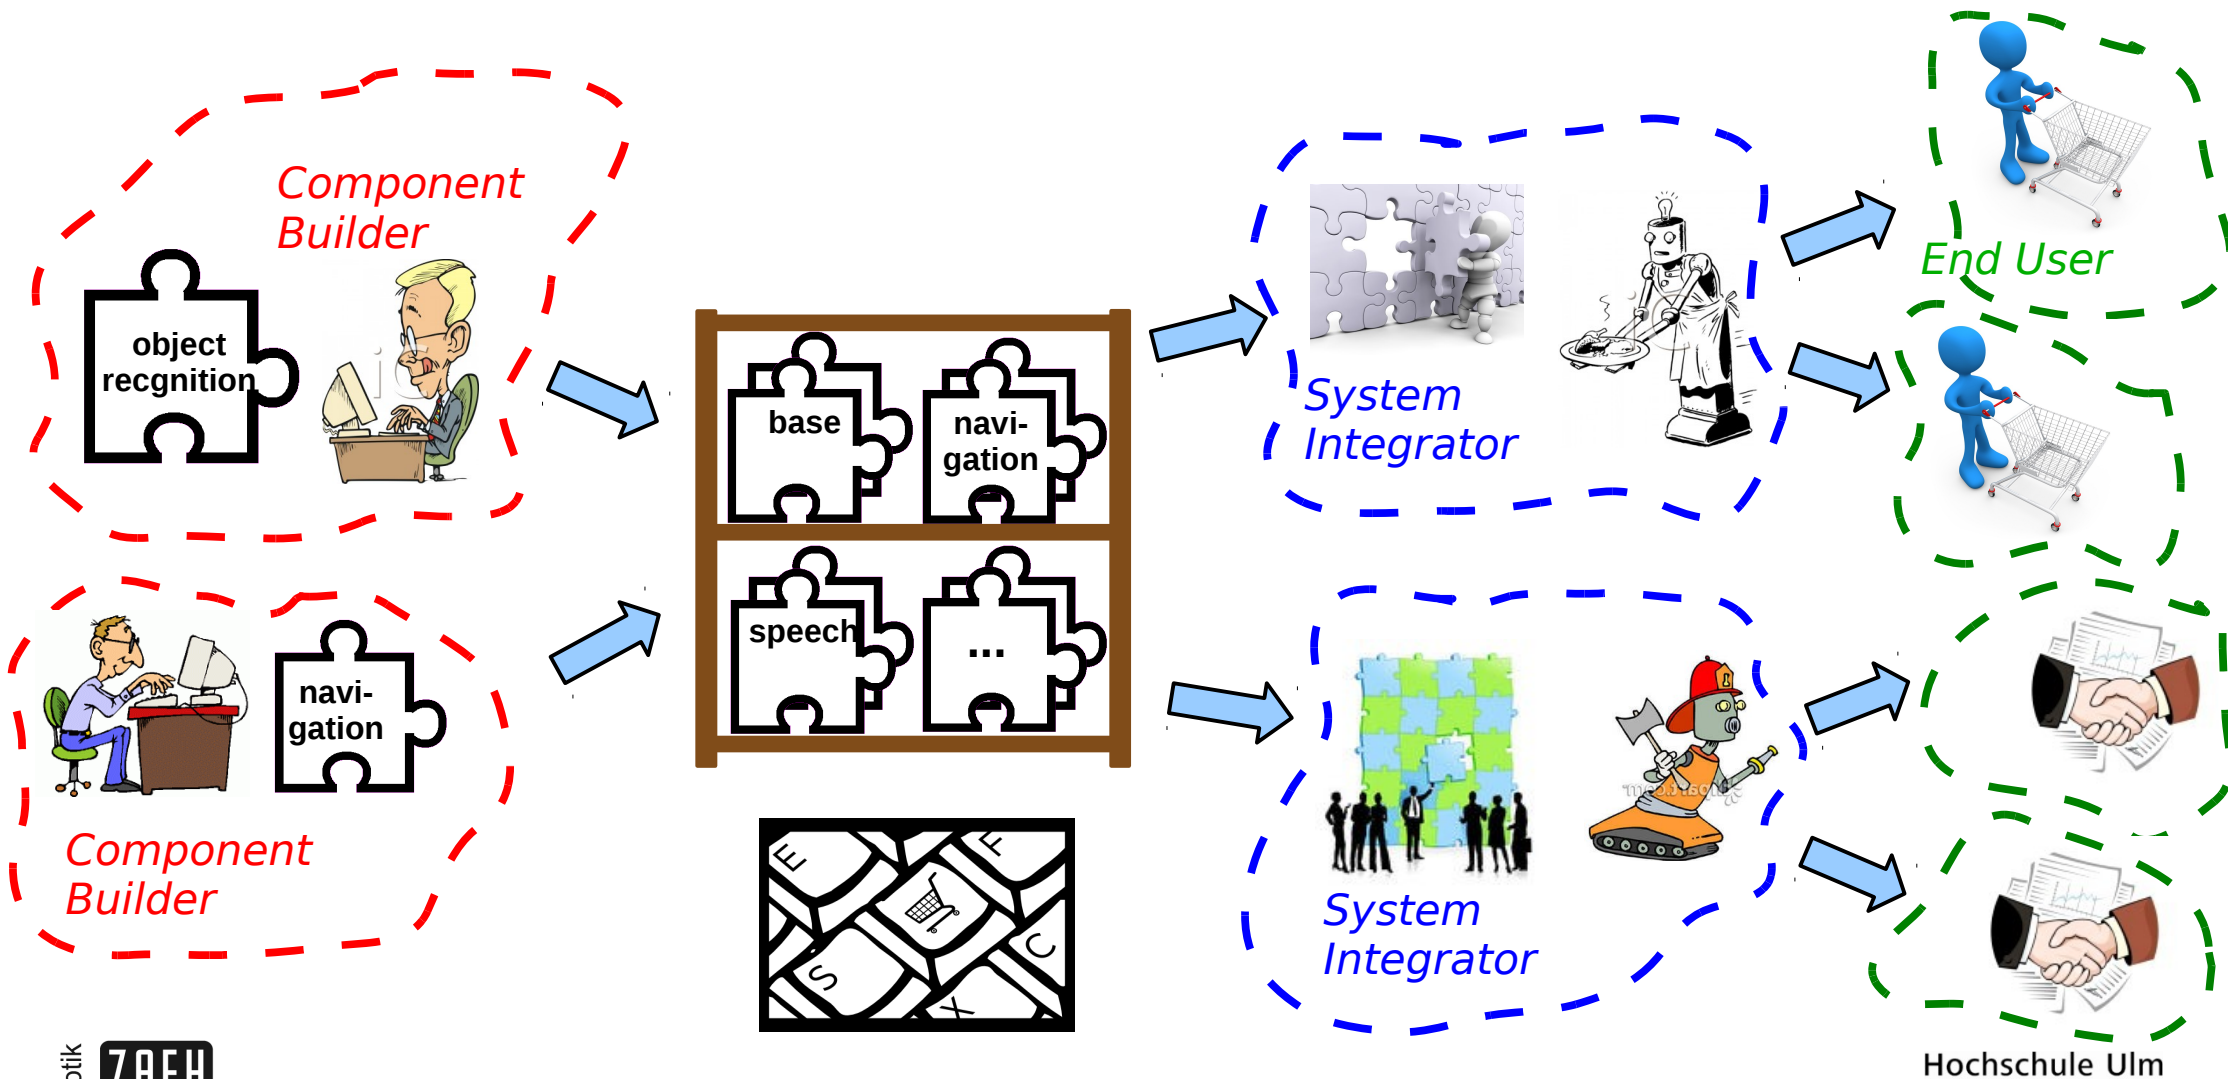 Component
Builder
object
recgnition
navi-
gation
Component
Builder
base
navi-
gation
speech
...
E
F
S
C
X
System
Integrator
System
Integrator
End User
ZAFH
Hochschule Ulm